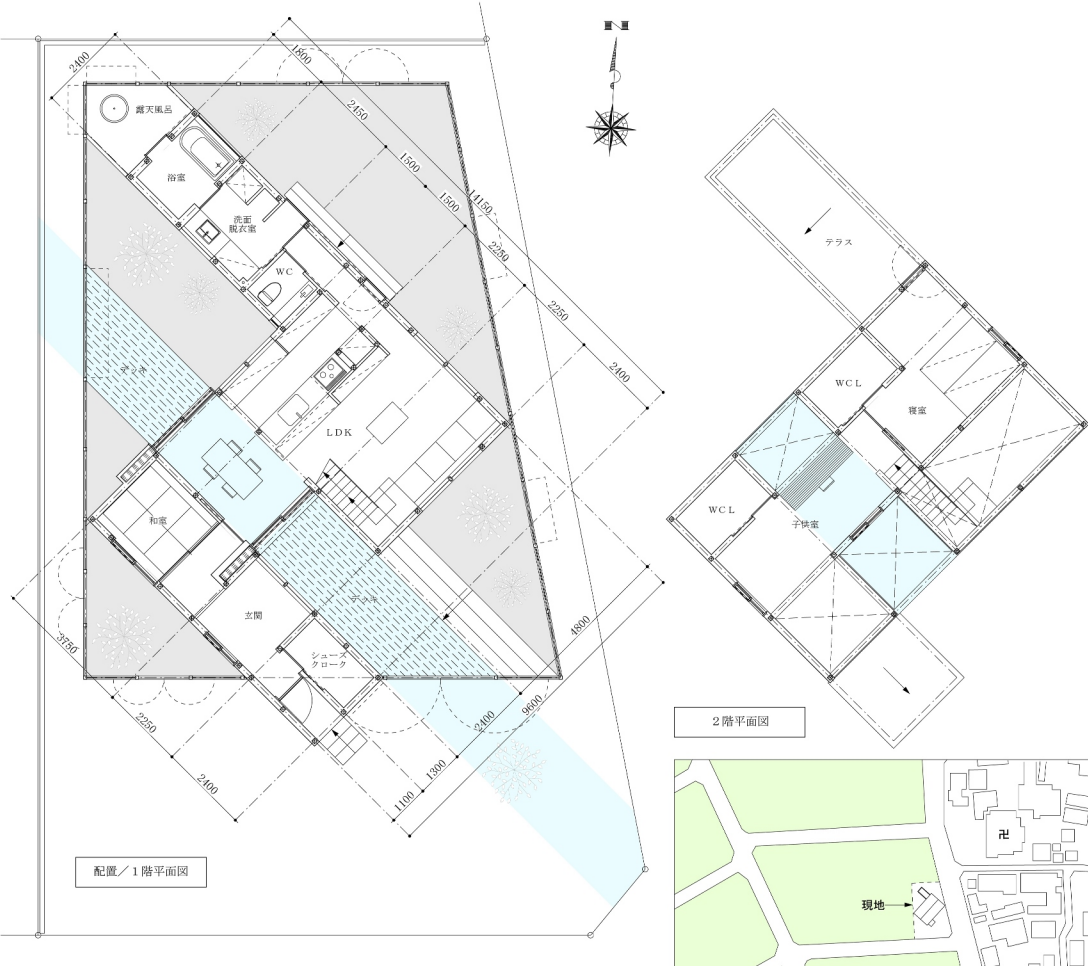 N
2400
1800
2450
1500
1500
14150
2250
2250
2400
露天風呂
浴室
洗面
脱衣室
WC
デッキ
LDK
和室
玄関
シューズ
クローク
デッキ
3750
2250
2400
1100
1300
2400
9600
4800
配置／1階平面図
テラス
WCL
寝室
WCL
子供室
2階平面図
現地
卍